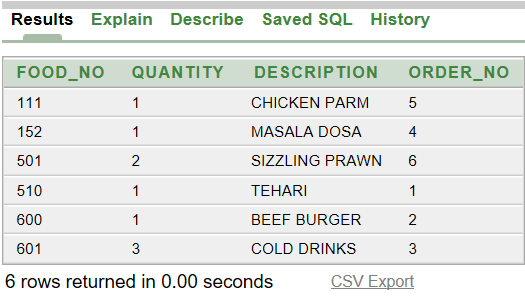 Results Explain Describe Saved SQL History
FOOD_NO QUANTITY DESCRIPTION ORDER_NO
111 1 CHICKEN PARM 5
152 1 MASALA DOSA 4
501 2 SIZZLING PRAWN 6
510 1 TEHARI 1
600 1 BEEF BURGER 2
601 3 COLD DRINKS 3
6 rows returned in 0.00 seconds CSV Export